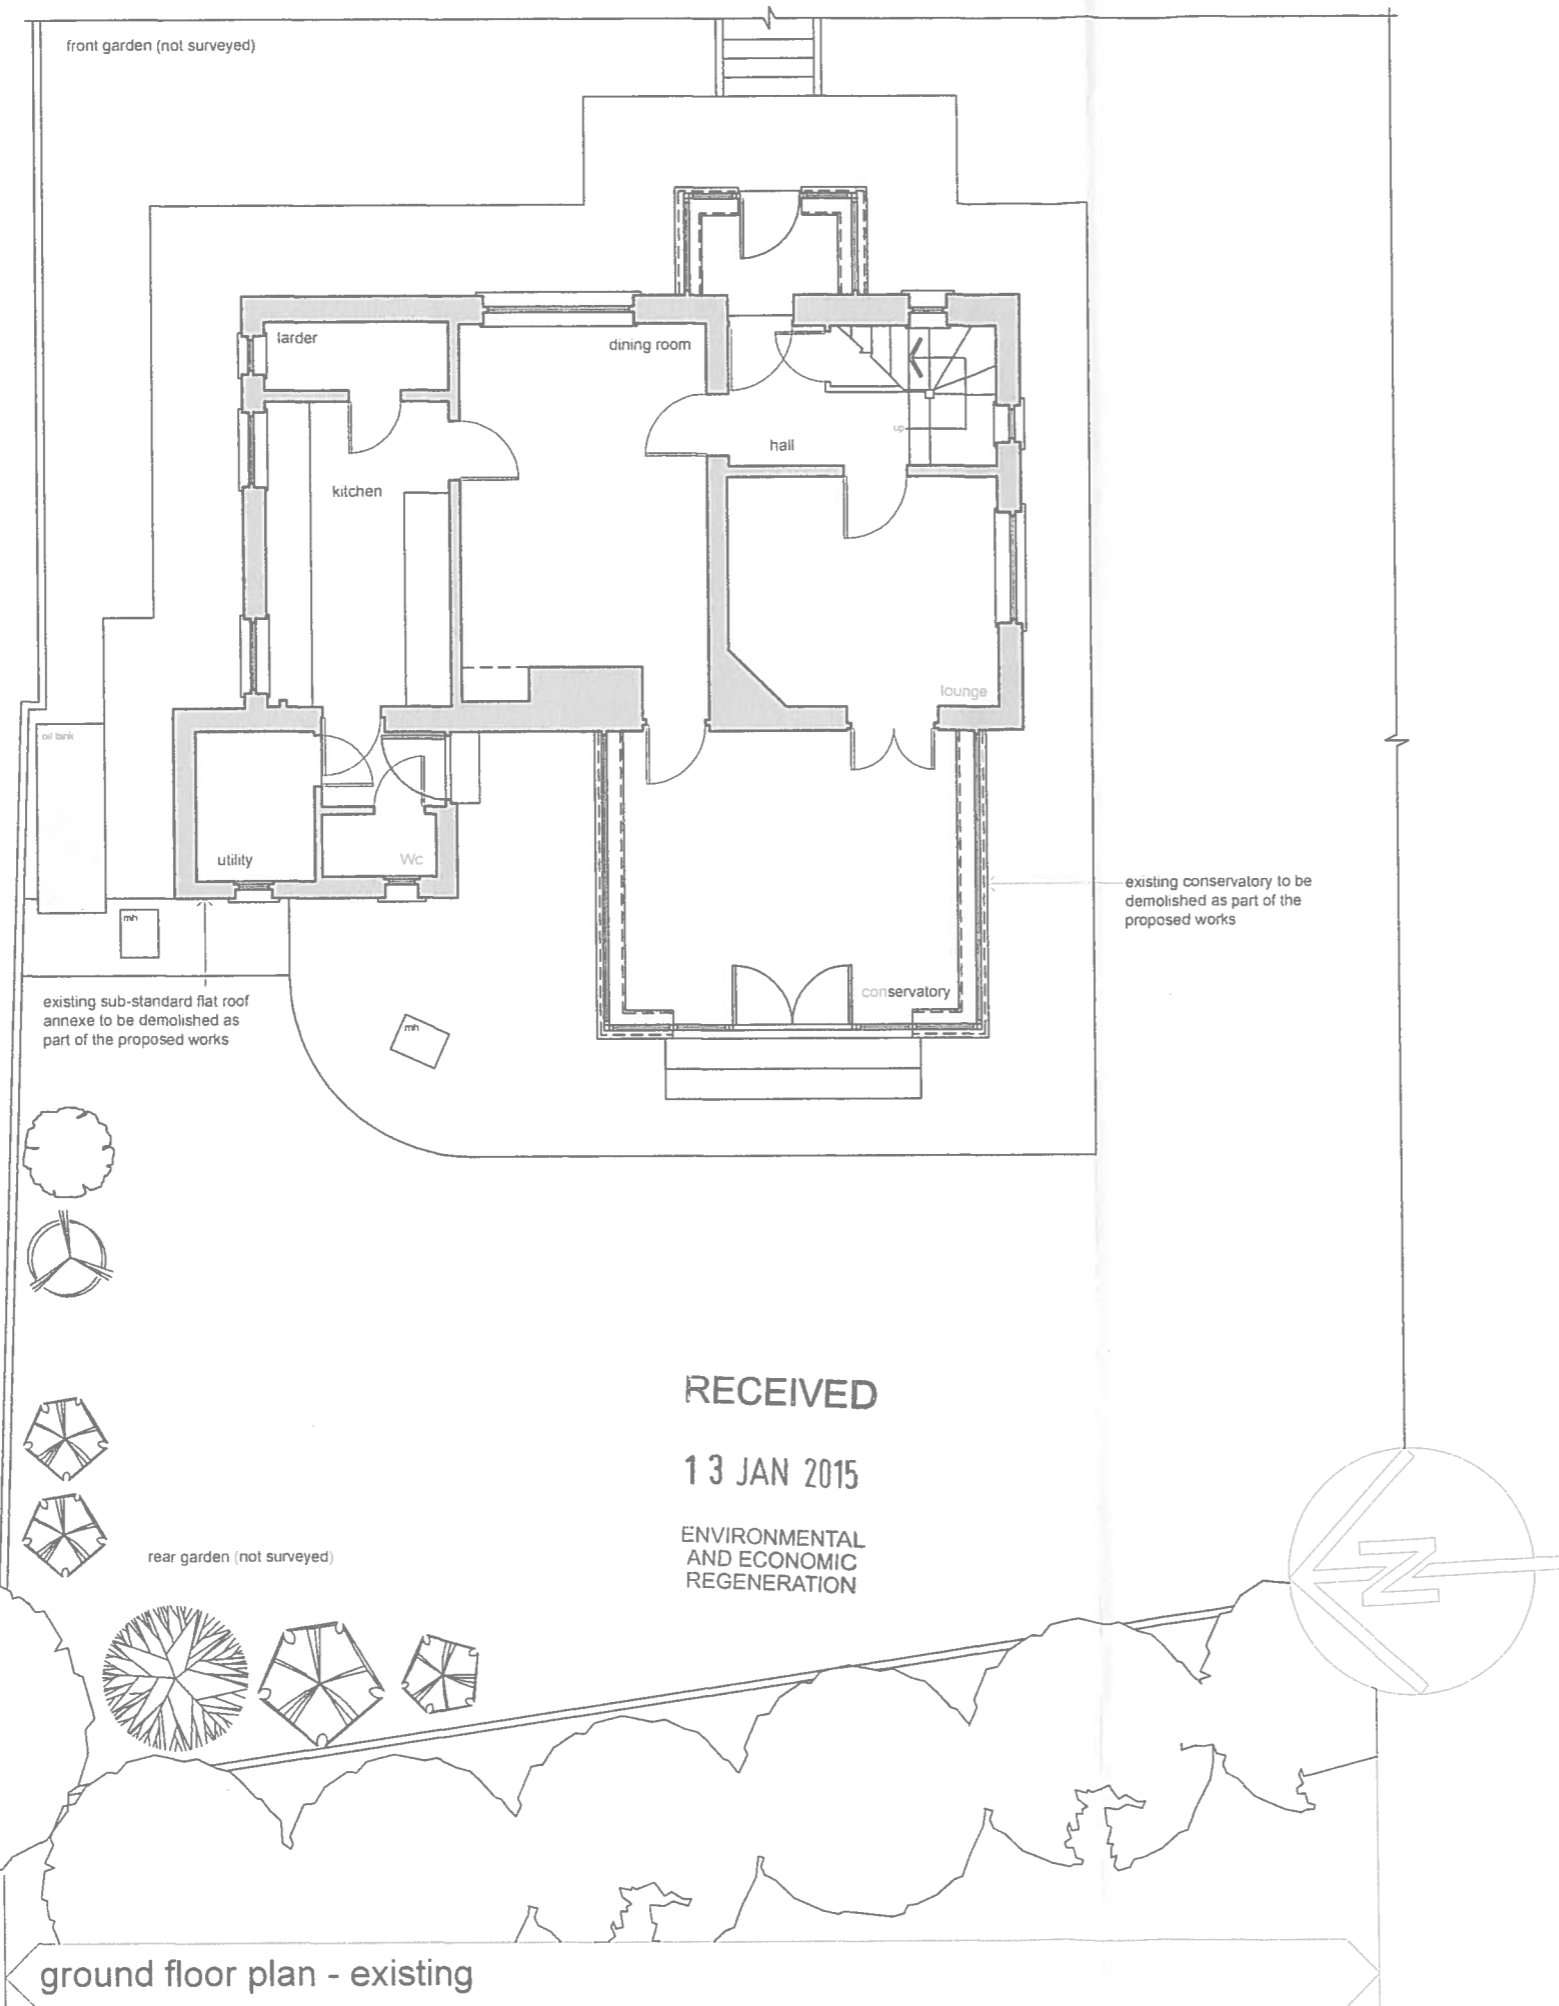 front garden (not surveyed)
larder
dining room
hall
up
kitchen
lounge
oil tank
utility
Wc
mh
existing conservatory to be
demolished as part of the
proposed works
conservatory
existing sub-standard flat roof
annexe to be demolished as
part of the proposed works
mh
RECEIVED
13 JAN 2015
ENVIRONMENTAL
AND ECONOMIC
REGENERATION
rear garden (not surveyed)
N
ground floor plan - existing